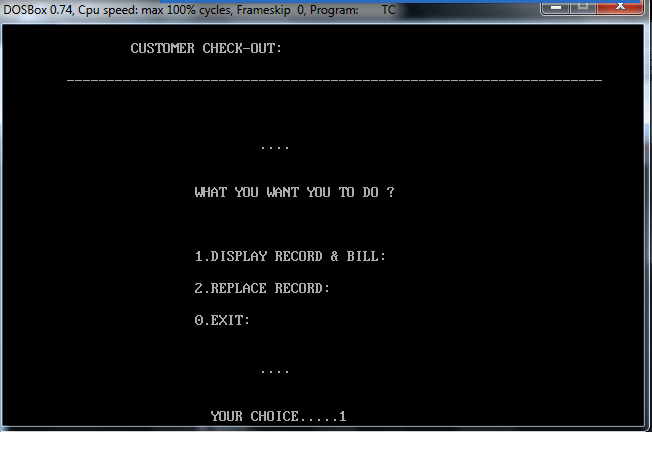 DOSBox 0.74, Cpu speed: max 100% cycles, Frameskip 0, Program: TC
CUSTOMER CHECK-OUT:
....
WHAT YOU WANT YOU TO DO ?
1.DISPLAY RECORD & BILL:
2.REPLACE RECORD:
0.EXIT:
....
YOUR CHOICE.....1